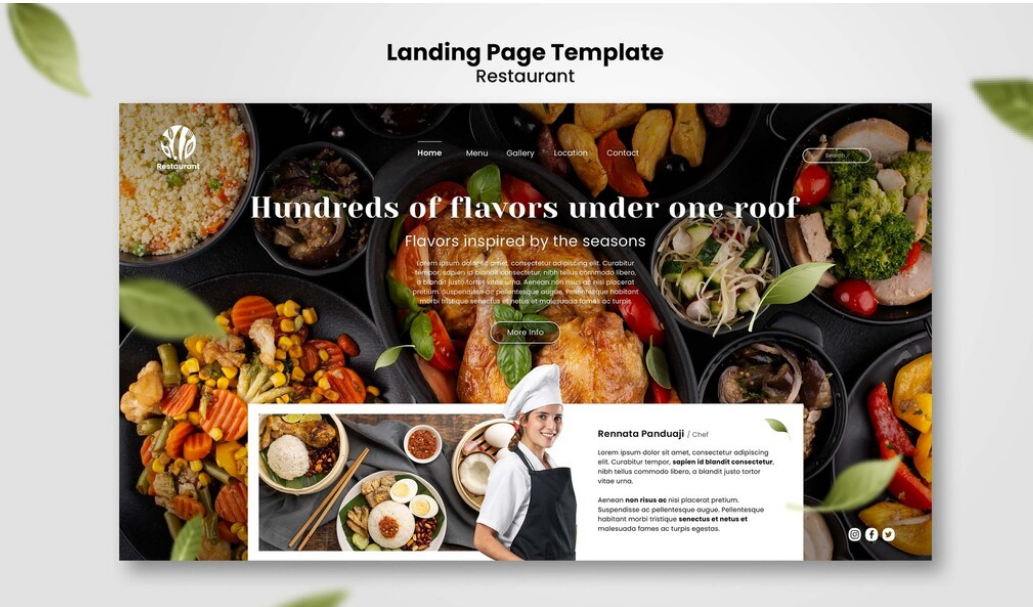 Landing Page Template
Restaurant
Restaurant
Home Menu Gallery Location Contact
Search
Hundreds of flavors under one roof
Flavors inspired by the seasons
Lorem ipsum dolor sit amet, consectetur adipiscing elit. Curabitur
tempor, sapien id blandit consectetur, nibh tellus commodo libero,
a blandit justo tortor vitae urna. Aenean non risus ac nisi placerat
pretium. Suspendisse ac pellentesque augue. Pellentesque habitant
morbi tristique senectus et netus et malesuada fames ac turpis
More Info
Rennata Panduaji / Chef
Lorem ipsum dolor sit amet, consectetur adipiscing
elit. Curabitur tempor, sapien id blandit consectetur,
nibh tellus commodo libero, a blandit justo tortor
vitae urna.
Aenean non risus ac nisi placerat pretium.
Suspendisse ac pellentesque augue. Pellentesque
habitant morbi tristique senectus et netus et
malesuada fames ac turpis egestas.